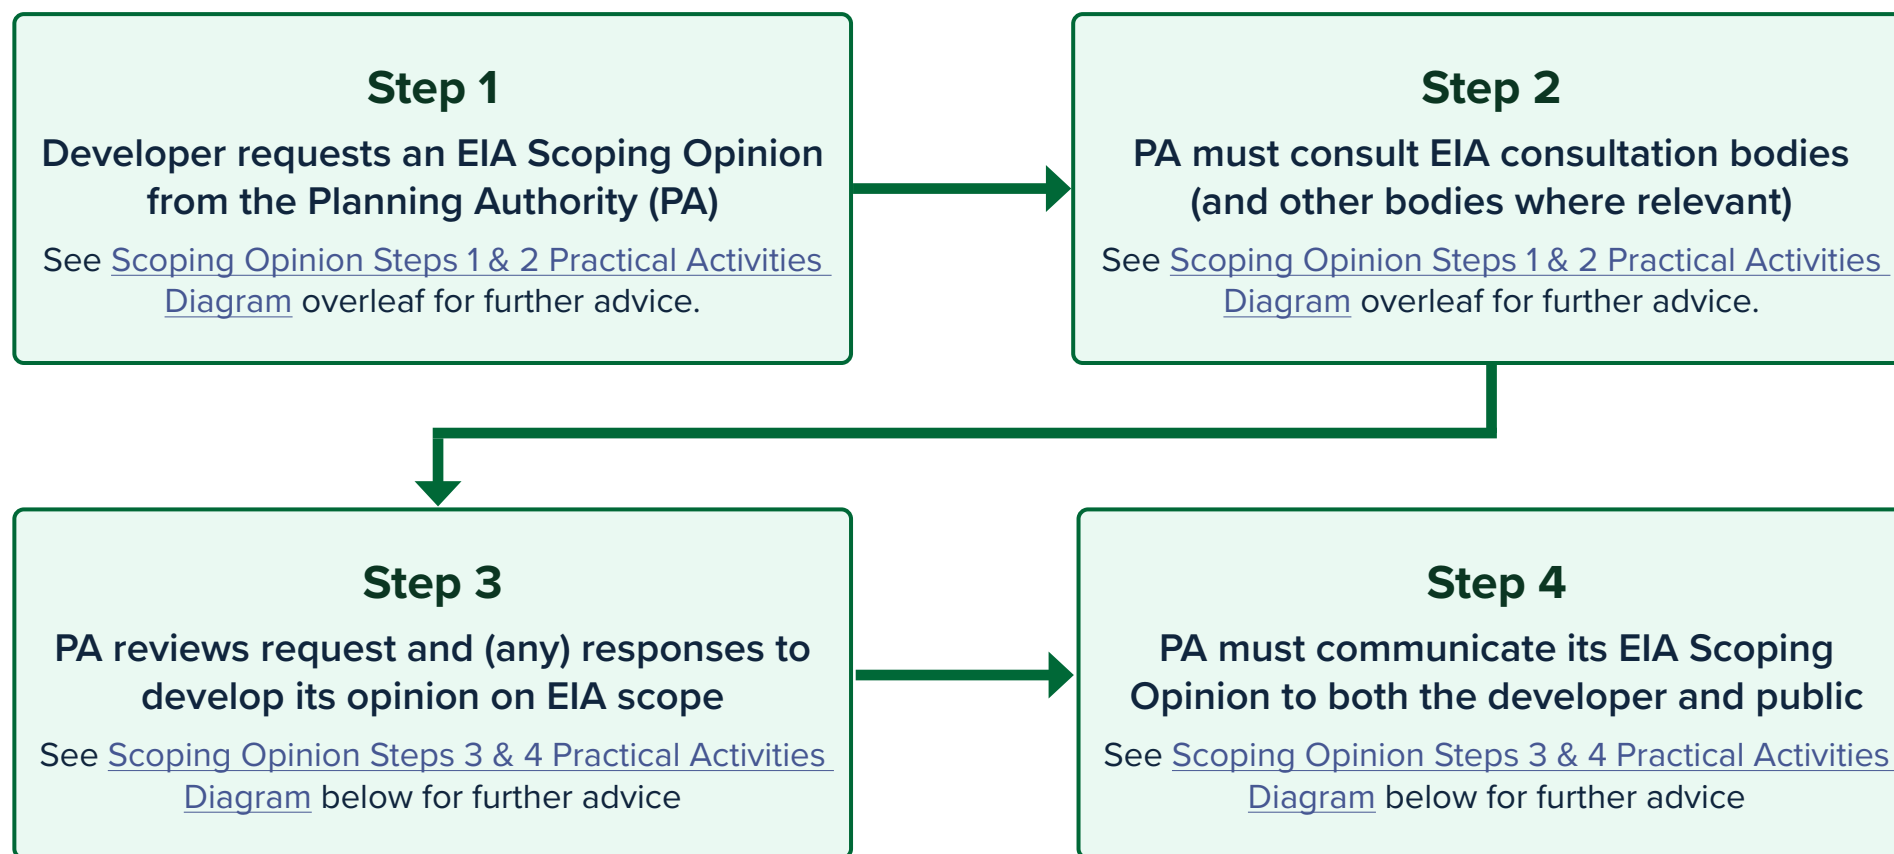 Step 1
Developer requests an EIA Scoping Opinion
from the Planning Authority (PA)
See Scoping Opinion Steps 1 & 2 Practical Activities
Diagram overleaf for further advice.
Step 2
PA must consult EIA consultation bodies
(and other bodies where relevant)
See Scoping Opinion Steps 1 & 2 Practical Activities
Diagram overleaf for further advice.
Step 3
PA reviews request and (any) responses to
develop its opinion on EIA scope
See Scoping Opinion Steps 3 & 4 Practical Activities
Diagram below for further advice
Step 4
PA must communicate its EIA Scoping
Opinion to both the developer and public
See Scoping Opinion Steps 3 & 4 Practical Activities
Diagram below for further advice